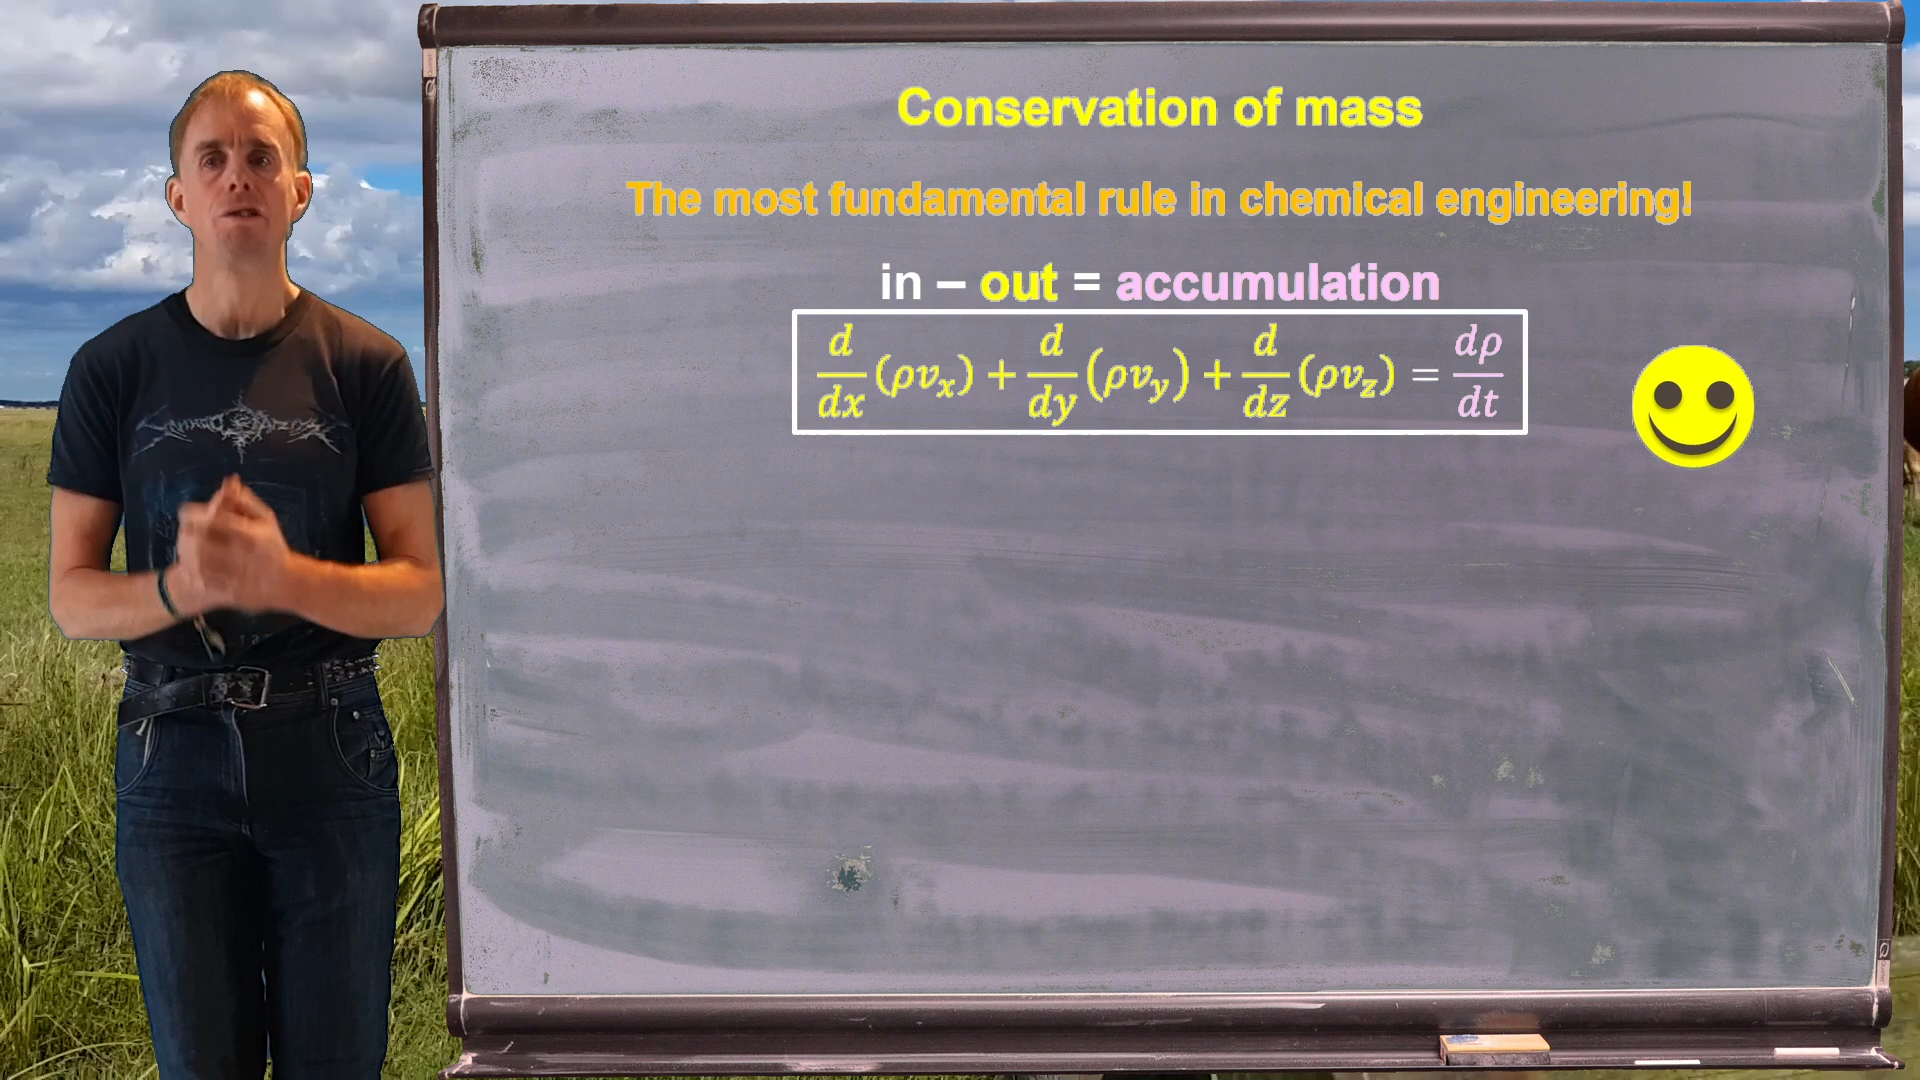 Conservation of mass
The most fundamental rule in chemical engineering!
in – out = accumulation
d/dx (ρv_x) + d/dy (ρv_y) + d/dz (ρv_z) = dρ/dt